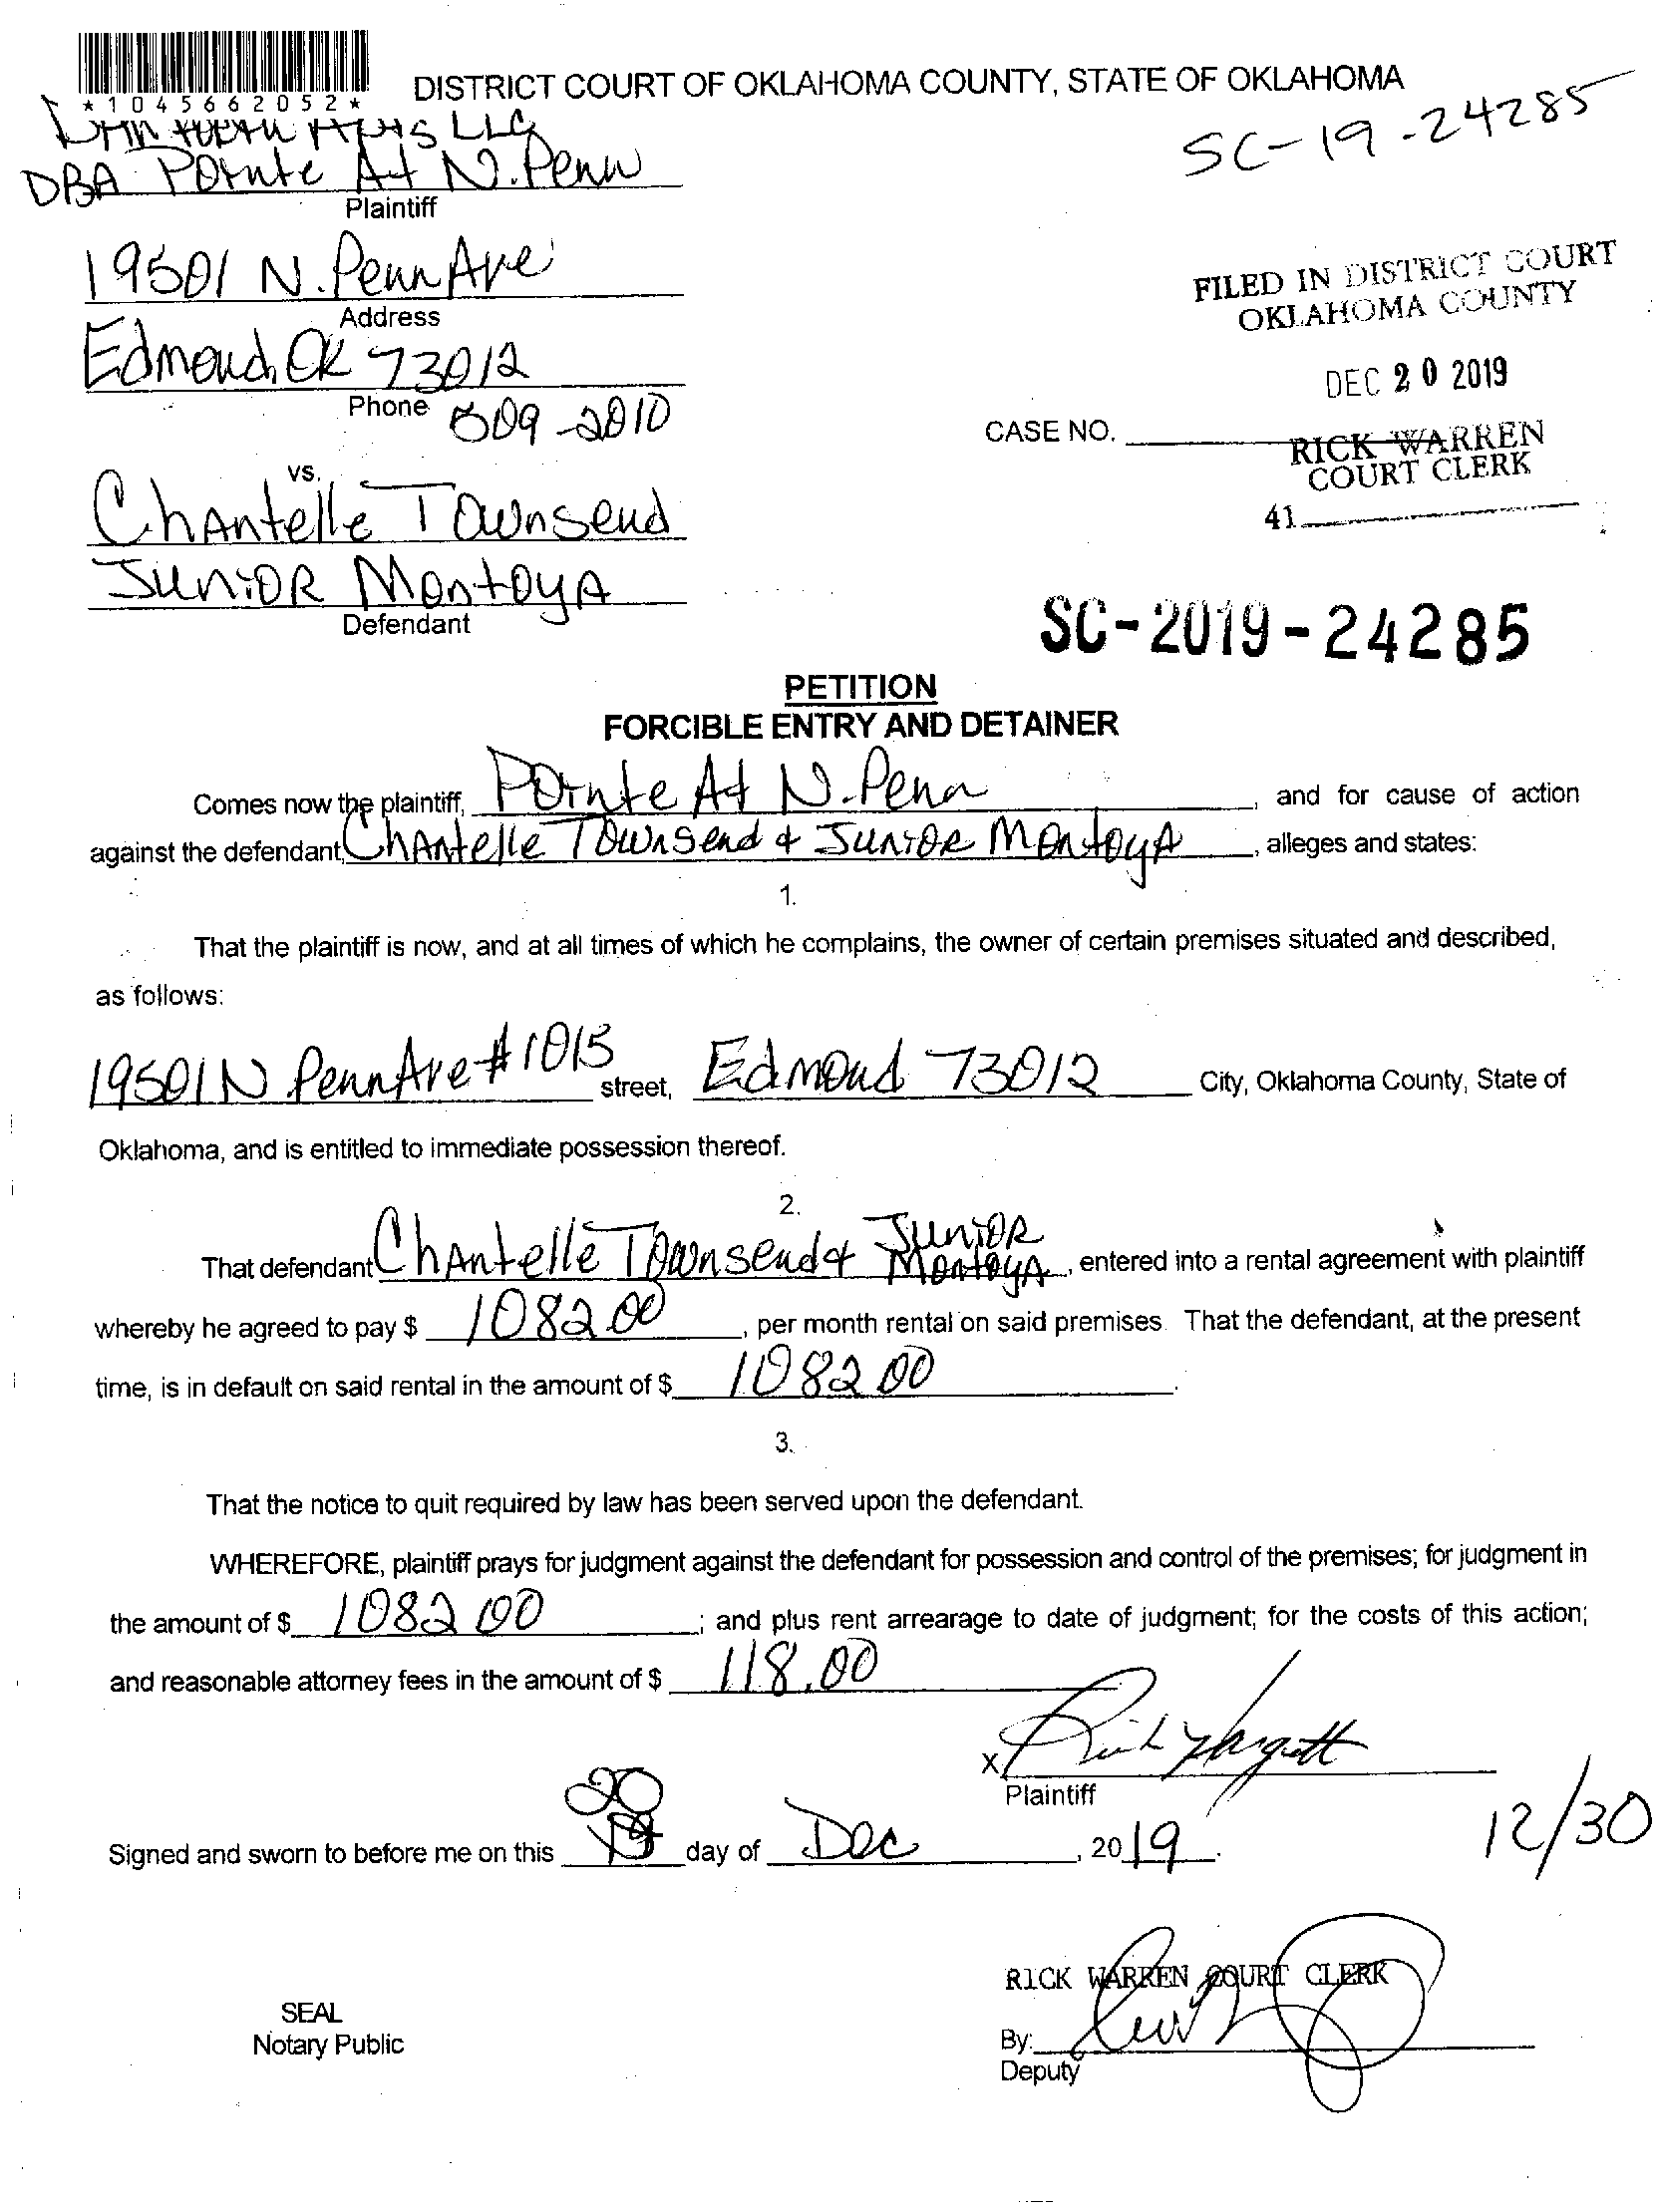 *1045662052*
DISTRICT COURT OF OKLAHOMA COUNTY, STATE OF OKLAHOMA
SC-19-24285
LLC
DBA Pointe At N. Penn
Plaintiff
19501 N. Penn Ave
Address
Edmond, OK 73012
Phone 509-2010
FILED IN DISTRICT COURT
OKLAHOMA COUNTY
DEC 20 2019
CASE NO.
RICK WARREN
COURT CLERK
41
vs.
Chantelle Townsend
Junior Montoya
Defendant
SC-2019-24285
PETITION
FORCIBLE ENTRY AND DETAINER
Comes now the plaintiff, Pointe At N. Penn, and for cause of action
against the defendant, Chantelle Townsend & Junior Montoya, alleges and states:
1.
That the plaintiff is now, and at all times of which he complains, the owner of certain premises situated and described,
as follows:
19501 N Penn Ave #1015 street, Edmond 73012 City, Oklahoma County, State of
Oklahoma, and is entitled to immediate possession thereof.
2.
That defendant Chantelle Townsend & Junior Montoya, entered into a rental agreement with plaintiff
whereby he agreed to pay $ 1082 00, per month rental on said premises. That the defendant, at the present
time, is in default on said rental in the amount of $ 1082 00.
3.
That the notice to quit required by law has been served upon the defendant.
WHEREFORE, plaintiff prays for judgment against the defendant for possession and control of the premises; for judgment in
the amount of $ 1082 00; and plus rent arrearage to date of judgment; for the costs of this action;
and reasonable attorney fees in the amount of $ 118.00
X Rick Hargett
Plaintiff
12/30
Signed and sworn to before me on this 20 day of Dec, 2019.
RICK WARREN COURT CLERK
SEAL
Notary Public
By:
Deputy